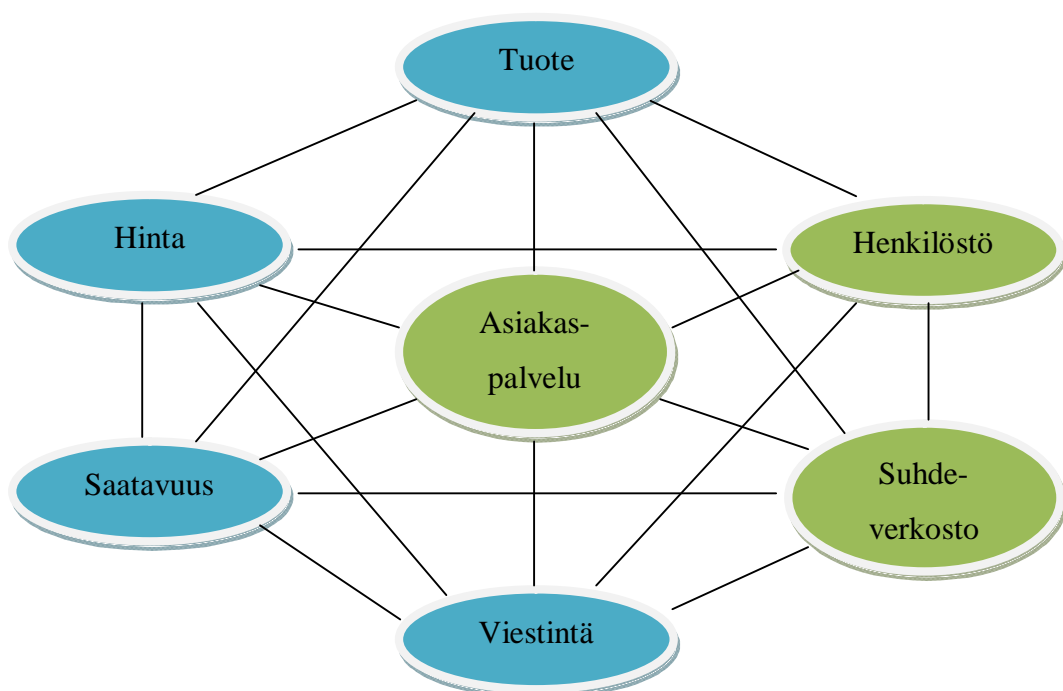 Tuote
Hinta
Henkilöstö
Asiakas-
palvelu
Saatavuus
Suhde-
verkosto
Viestintä